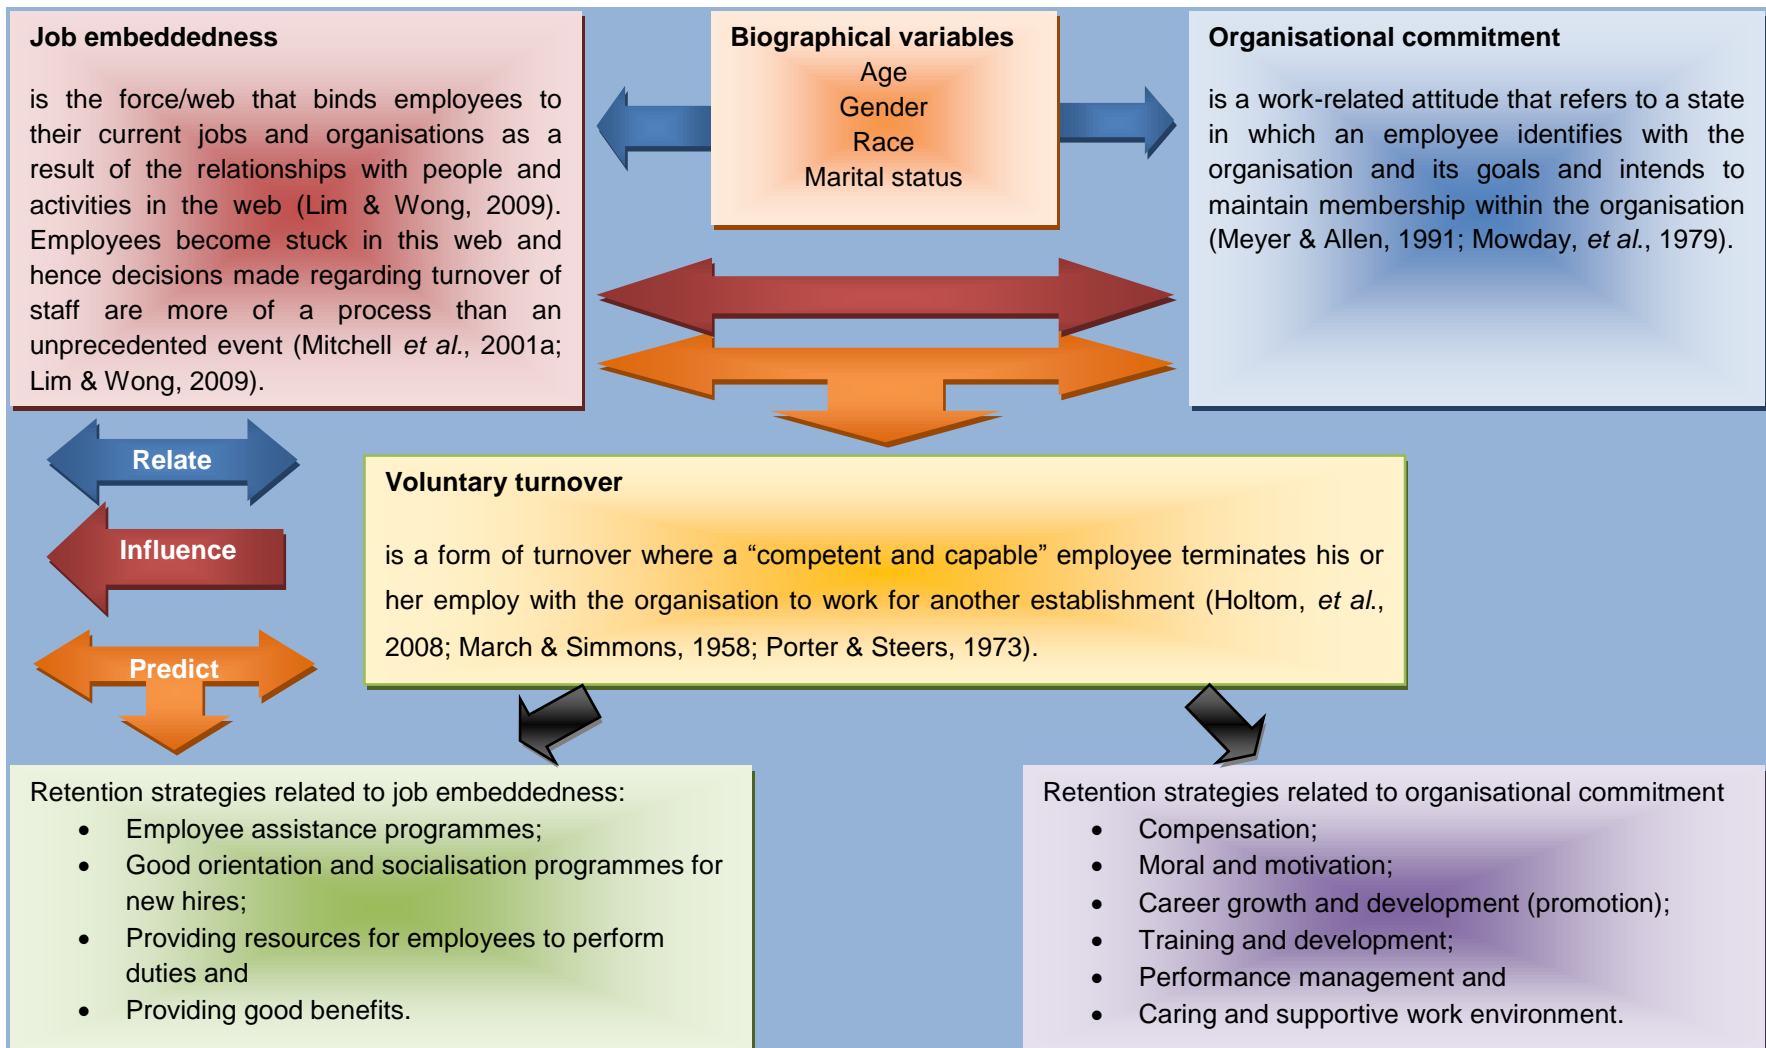 Job embeddedness
is the force/web that binds employees to
their current jobs and organisations as a
result of the relationships with people and
activities in the web (Lim & Wong, 2009).
Employees become stuck in this web and
hence decisions made regarding turnover of
staff are more of a process than an
unprecedented event (Mitchell et al., 2001a;
Lim & Wong, 2009).
Biographical variables
Age
Gender
Race
Marital status
Organisational commitment
is a work-related attitude that refers to a state
in which an employee identifies with the
organisation and its goals and intends to
maintain membership within the organisation
(Meyer & Allen, 1991; Mowday, et al., 1979).
Relate
Influence
Predict
Voluntary turnover
is a form of turnover where a “competent and capable” employee terminates his or
her employ with the organisation to work for another establishment (Holtom, et al.,
2008; March & Simmons, 1958; Porter & Steers, 1973).
Retention strategies related to job embeddedness:
• Employee assistance programmes;
• Good orientation and socialisation programmes for
new hires;
• Providing resources for employees to perform
duties and
• Providing good benefits.
Retention strategies related to organisational commitment
• Compensation;
• Moral and motivation;
• Career growth and development (promotion);
• Training and development;
• Performance management and
• Caring and supportive work environment.